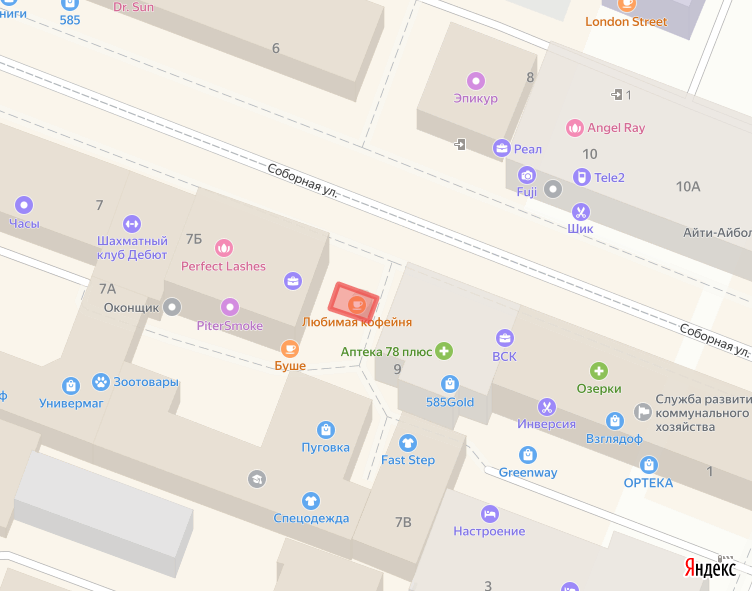 ниги
585
Dr. Sun
London Street
6
8
Эпикур
1
Angel Ray
Реал
10
Tele2
10А
Fuji
Шик
Айти-Айбол
Соборная ул.
Часы
7
Шахматный
клуб Дебют
7Б
Perfect Lashes
7А
Оконщик
PiterSmoke
Любимая кофейня
Соборная ул.
Буше
Аптека 78 плюс
9
ВСК
Озерки
ф
Универмаг
Зоотовары
585Gold
Инверсия
Служба развити
коммунального
хозяйства
Взглядоф
Пуговка
Fast Step
Greenway
ОРТЕКА
1
Спецодежда
7В
Настроение
3
Яндекс